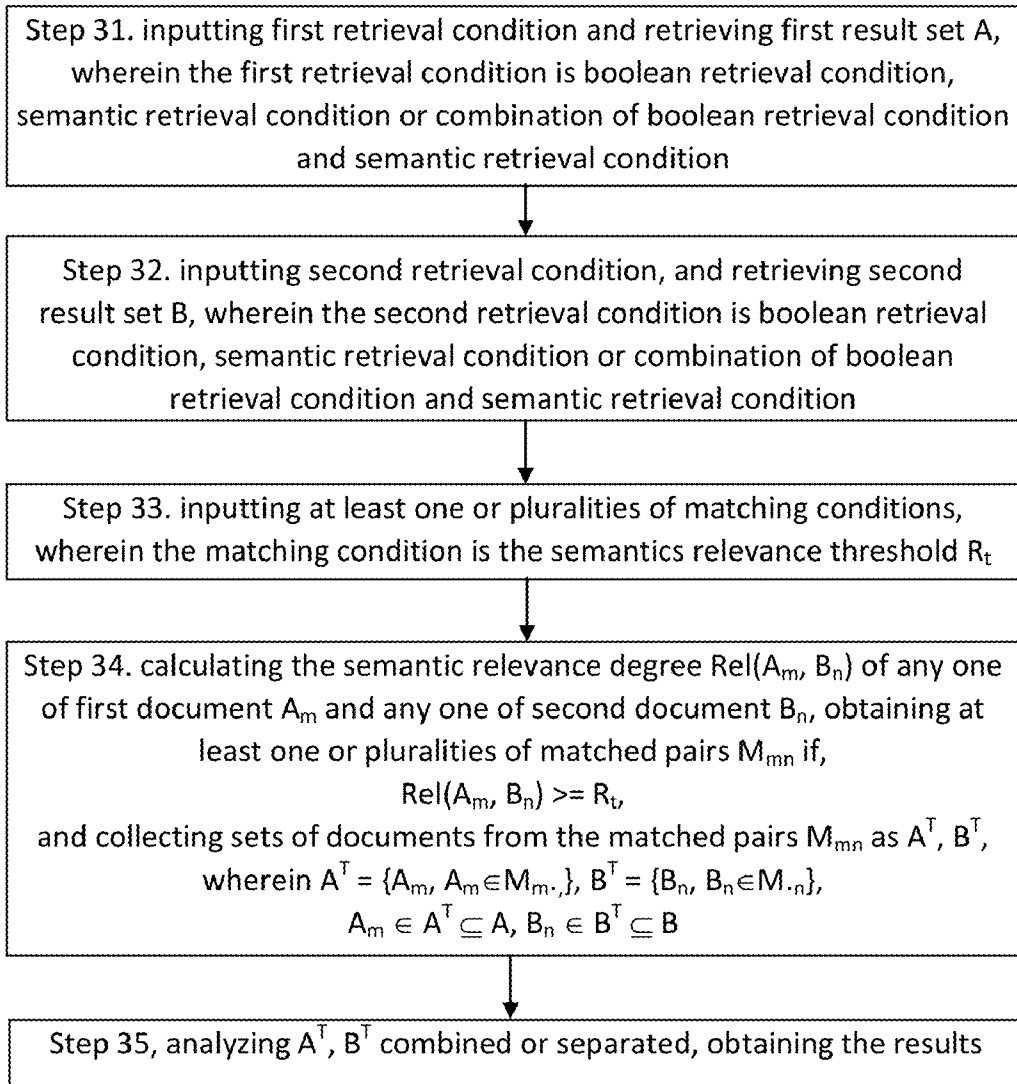 Step 31. inputting first retrieval condition and retrieving first result set A,
wherein the first retrieval condition is boolean retrieval condition,
semantic retrieval condition or combination of boolean retrieval condition
and semantic retrieval condition
Step 32. inputting second retrieval condition, and retrieving second
result set B, wherein the second retrieval condition is boolean retrieval
condition, semantic retrieval condition or combination of boolean
retrieval condition and semantic retrieval condition
Step 33. inputting at least one or pluralities of matching conditions,
wherein the matching condition is the semantics relevance threshold Rₜ
Step 34. calculating the semantic relevance degree Rel(Aₘ, Bₙ) of any one
of first document Aₘ and any one of second document Bₙ, obtaining at
least one or pluralities of matched pairs Mₘₙ if,
Rel(Aₘ, Bₙ) >= Rₜ,
and collecting sets of documents from the matched pairs Mₘₙ as Aᵀ, Bᵀ,
wherein Aᵀ = {Aₘ, Aₘ∈Mₘ.,}, Bᵀ = {Bₙ, Bₙ∈M.ₙ},
Aₘ ∈ Aᵀ ⊆ A, Bₙ ∈ Bᵀ ⊆ B
Step 35, analyzing Aᵀ, Bᵀ combined or separated, obtaining the results